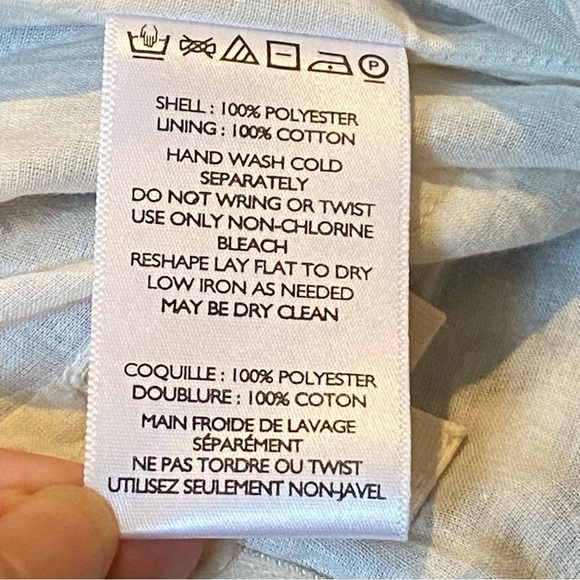 P
SHELL : 100% POLYESTER
LINING : 100% COTTON
HAND WASH COLD
SEPARATELY
DO NOT WRING OR TWIST
USE ONLY NON-CHLORINE
BLEACH
RESHAPE LAY FLAT TO DRY
LOW IRON AS NEEDED
MAY BE DRY CLEAN
COQUILLE : 100% POLYESTER
DOUBLURE : 100% COTON
MAIN FROIDE DE LAVAGE
SÉPARÉMENT
NE PAS TORDRE OU TWIST
UTILISEZ SEULEMENT NON-JAVEL